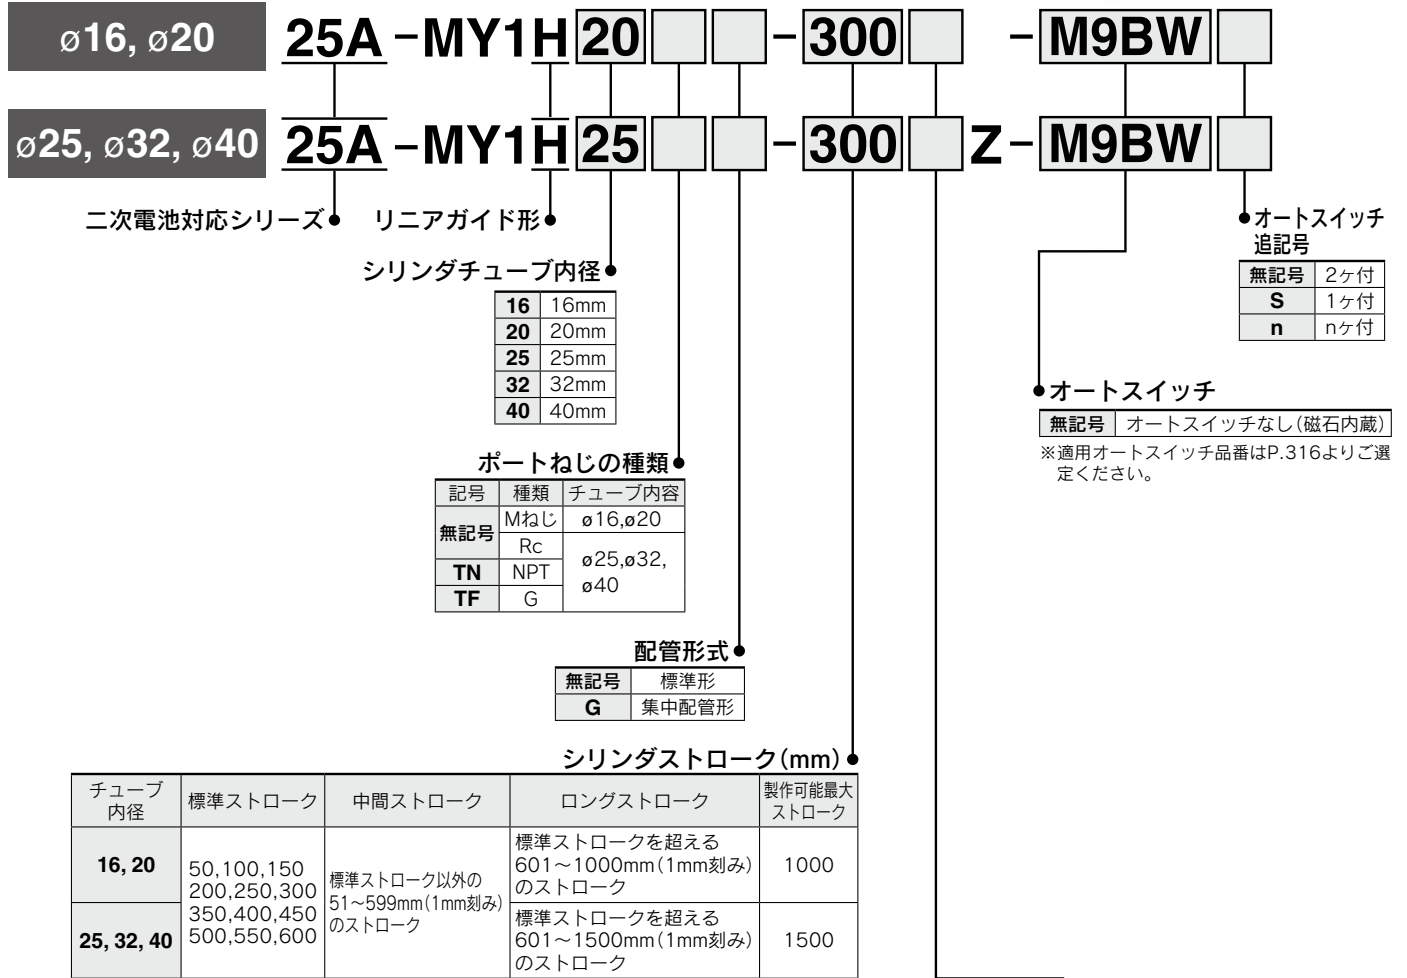 ø16, ø20 25A-MY1H20□□-300□-M9BW□
ø25, ø32, ø40 25A-MY1H25□□-300□Z-M9BW□
二次電池対応シリーズ
リニアガイド形
シリンダチューブ内径
16 16mm
20 20mm
25 25mm
32 32mm
40 40mm
ポートねじの種類
記号 種類 チューブ内容
無記号 Mねじ ø16,ø20
Rc ø25,ø32,
ø40
TN NPT
TF G
配管形式
無記号 標準形
G 集中配管形
シリンダストローク(mm)
チューブ
内径
標準ストローク
中間ストローク
ロングストローク
製作可能最大
ストローク
16, 20
50,100,150
200,250,300
350,400,450
500,550,600
標準ストローク以外の
51〜599mm(1mm刻み)
のストローク
標準ストロークを超える
601〜1000mm(1mm刻み)
のストローク
1000
25, 32, 40
標準ストロークを超える
601〜1500mm(1mm刻み)
のストローク
1500
オートスイッチ
追記号
無記号 2ヶ付
S 1ヶ付
n nヶ付
オートスイッチ
無記号 オートスイッチなし(磁石内蔵)
※適用オートスイッチ品番はP.316よりご選
定ください。